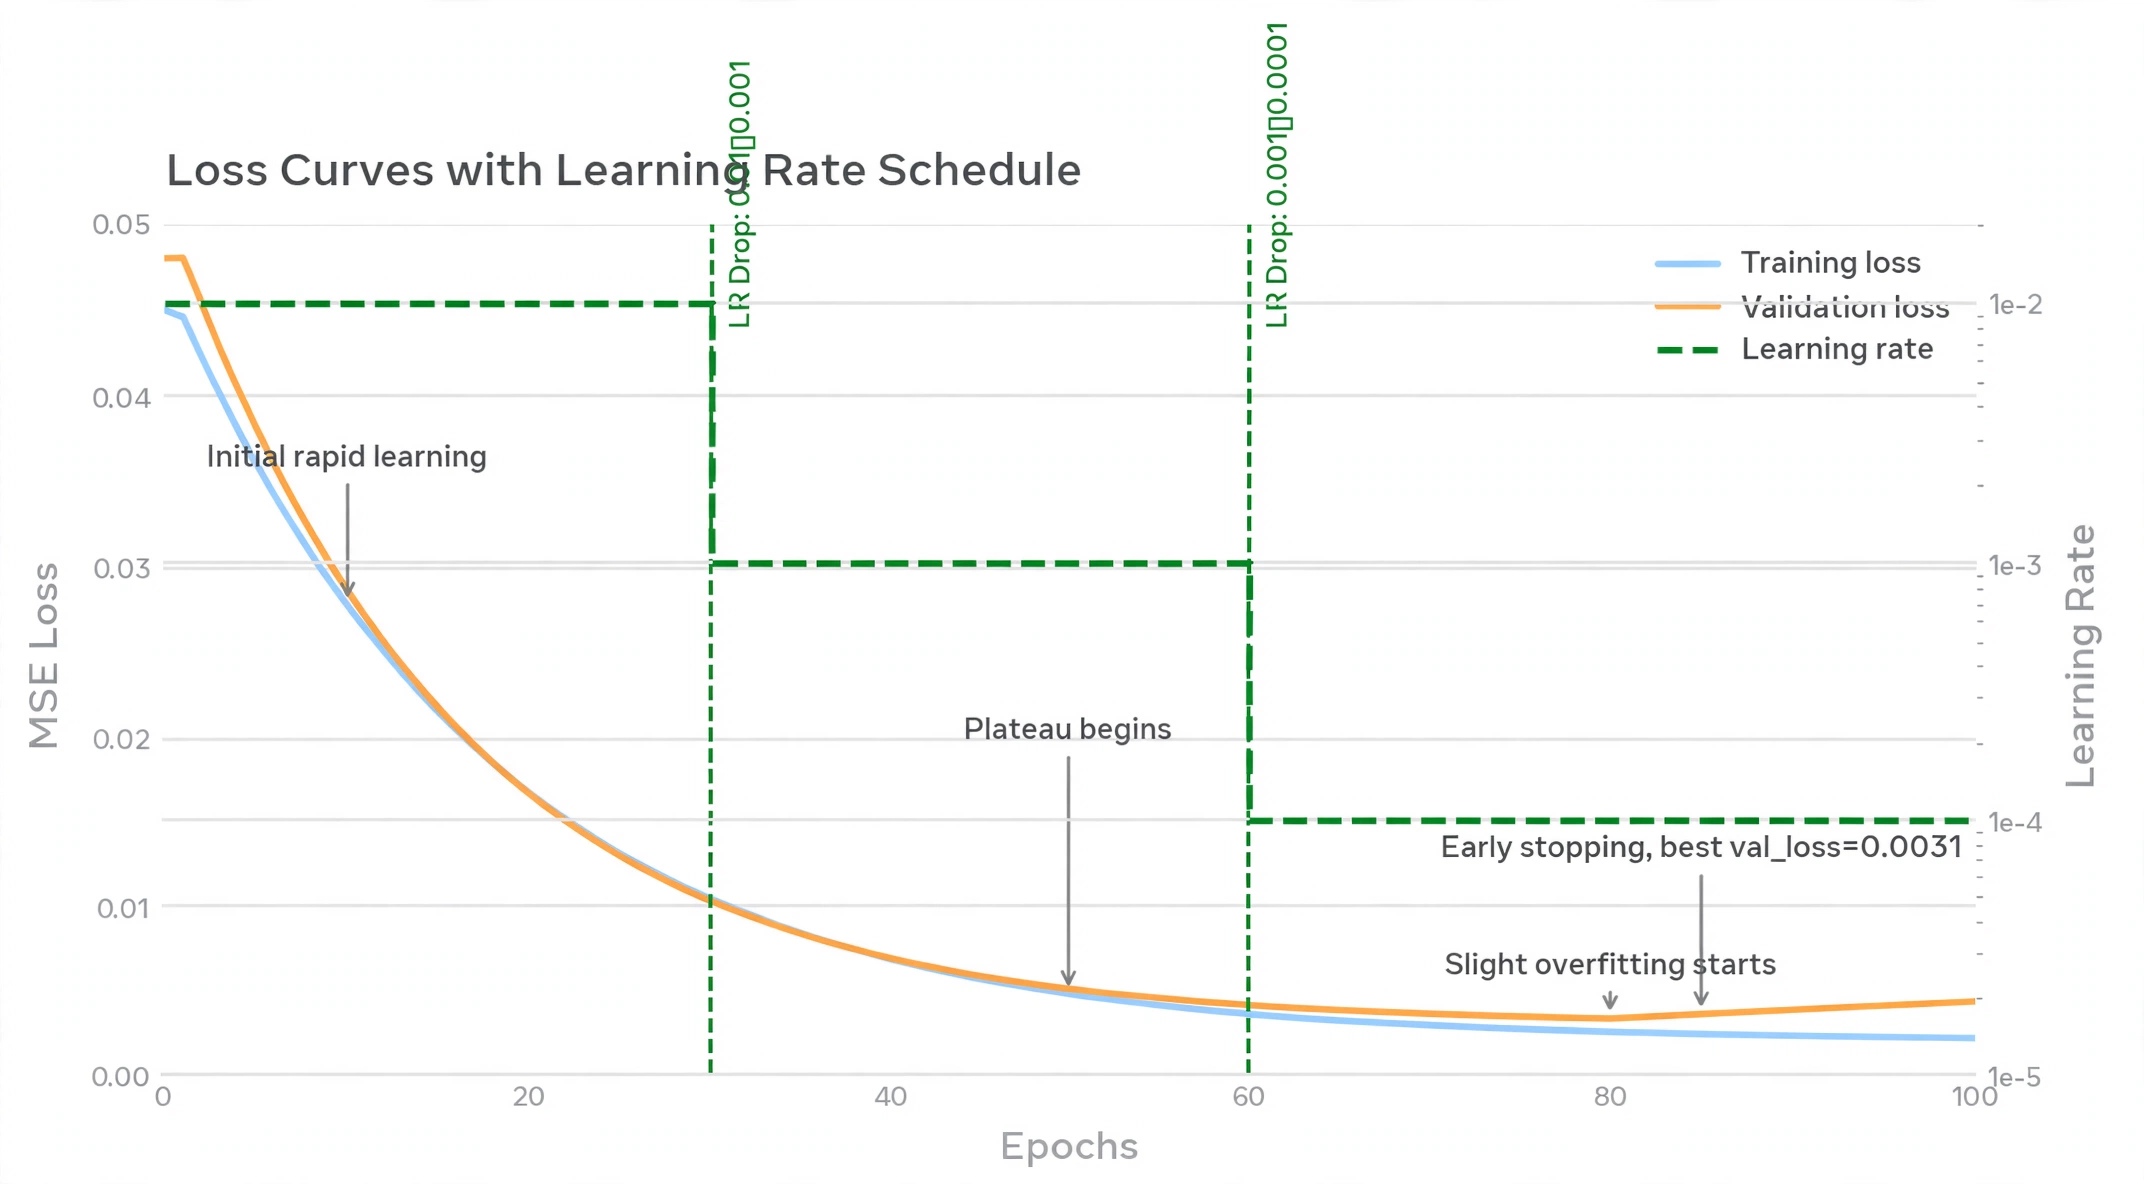 LR Drop: 0.01▯0.001
LR Drop: 0.001▯0.0001
Loss Curves with Learning Rate Schedule
0.05
0.04
0.03
0.02
0.01
0.00
MSE Loss
Training loss
Validation loss
Learning rate
1e-2
1e-3
1e-4
1e-5
Learning Rate
Initial rapid learning
Plateau begins
Early stopping, best val_loss=0.0031
Slight overfitting starts
0
20
40
60
80
100
Epochs